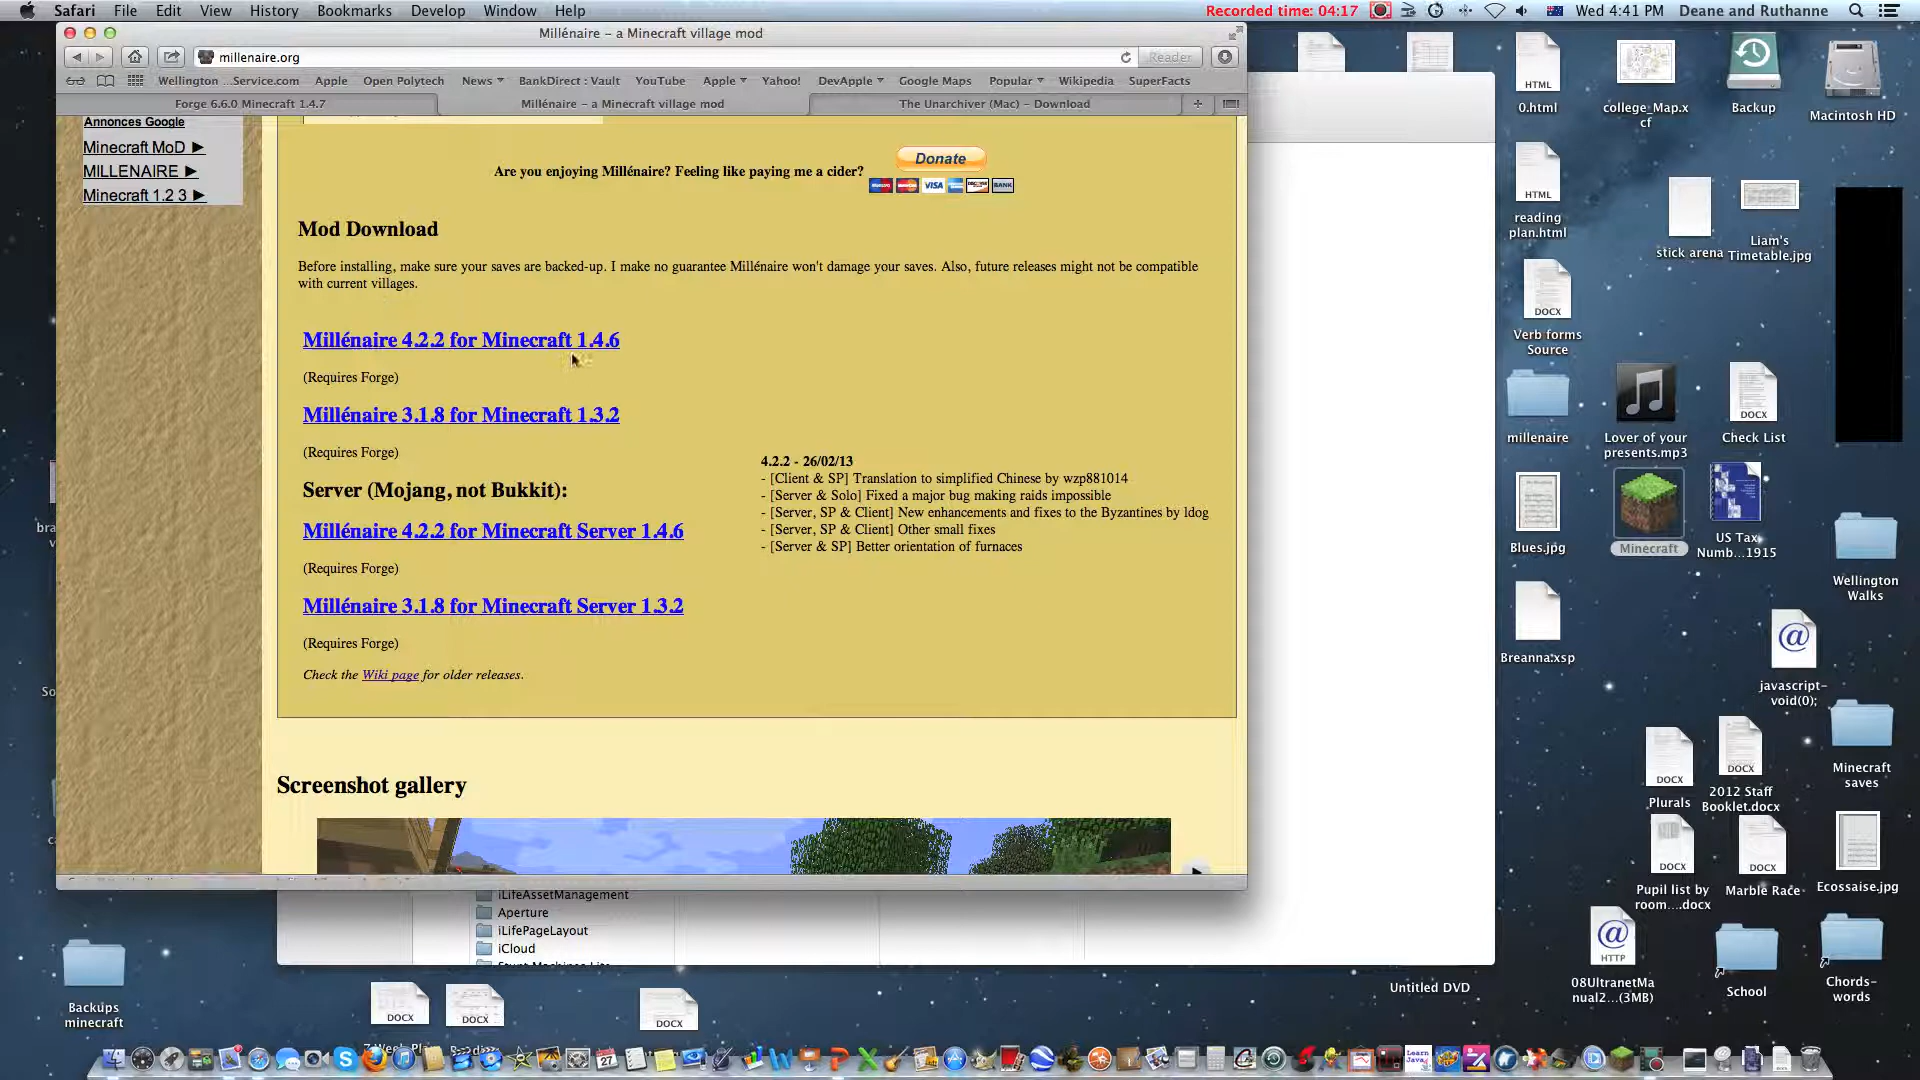 Safari File Edit View History Bookmarks Develop Window Help
Recorded time: 04:17
Wed 4:41 PM Deane and Ruthanne
Millénaire – a Minecraft village mod
millenaire.org
Reader
Wellington ...Service.com Apple Open Polytech News BankDirect : Vault YouTube Apple Yahoo! DevApple Google Maps Popular Wikipedia SuperFacts
Forge 6.6.0 Minecraft 1.4.7
Millénaire – a Minecraft village mod
The Unarchiver (Mac) – Download
Annonces Google
Minecraft MoD ►
MILLENAIRE ►
Minecraft 1.2 3 ►
Are you enjoying Millénaire? Feeling like paying me a cider?
Donate
VISA
BANK
Mod Download
Before installing, make sure your saves are backed-up. I make no guarantee Millénaire won't damage your saves. Also, future releases might not be compatible
with current villages.
Millénaire 4.2.2 for Minecraft 1.4.6
(Requires Forge)
Millénaire 3.1.8 for Minecraft 1.3.2
(Requires Forge)
Server (Mojang, not Bukkit):
Millénaire 4.2.2 for Minecraft Server 1.4.6
(Requires Forge)
Millénaire 3.1.8 for Minecraft Server 1.3.2
(Requires Forge)
Check the Wiki page for older releases.
4.2.2 - 26/02/13
- [Client & SP] Translation to simplified Chinese by wzp881014
- [Server & Solo] Fixed a major bug making raids impossible
- [Server, SP & Client] New enhancements and fixes to the Byzantines by ldog
- [Server, SP & Client] Other small fixes
- [Server & SP] Better orientation of furnaces
Screenshot gallery
iLifeAssetManagement
Aperture
iLifePageLayout
iCloud
HTML
0.html
college_Map.x
cf
Backup
Macintosh HD
HTML
reading
plan.html
stick arena
Liam's
Timetable.jpg
DOCX
Verb forms
Source
millenaire
Lover of your
presents.mp3
DOCX
Check List
Blues.jpg
Minecraft
US Tax
Numb...1915
Wellington
Walks
Breanna.xsp
javascript-
void(0);
DOCX
Plurals
DOCX
2012 Staff
Booklet.docx
Minecraft
saves
DOCX
Pupil list by
room....docx
DOCX
Marble Race
Ecossaise.jpg
HTTP
08UltranetMa
nual2...(3MB)
School
Chords-
words
Untitled DVD
Backups
minecraft
DOCX
DOCX
DOCX